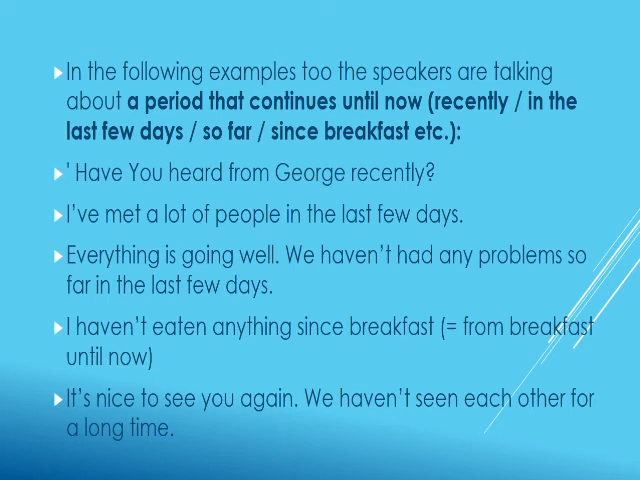 In the following examples too the speakers are talking
about a period that continues until now (recently / in the
last few days / so far / since breakfast etc.):
' Have You heard from George recently?
I've met a lot of people in the last few days.
Everything is going well. We haven't had any problems so
far in the last few days.
I haven't eaten anything since breakfast (= from breakfast
until now)
It's nice to see you again. We haven't seen each other for
a long time.